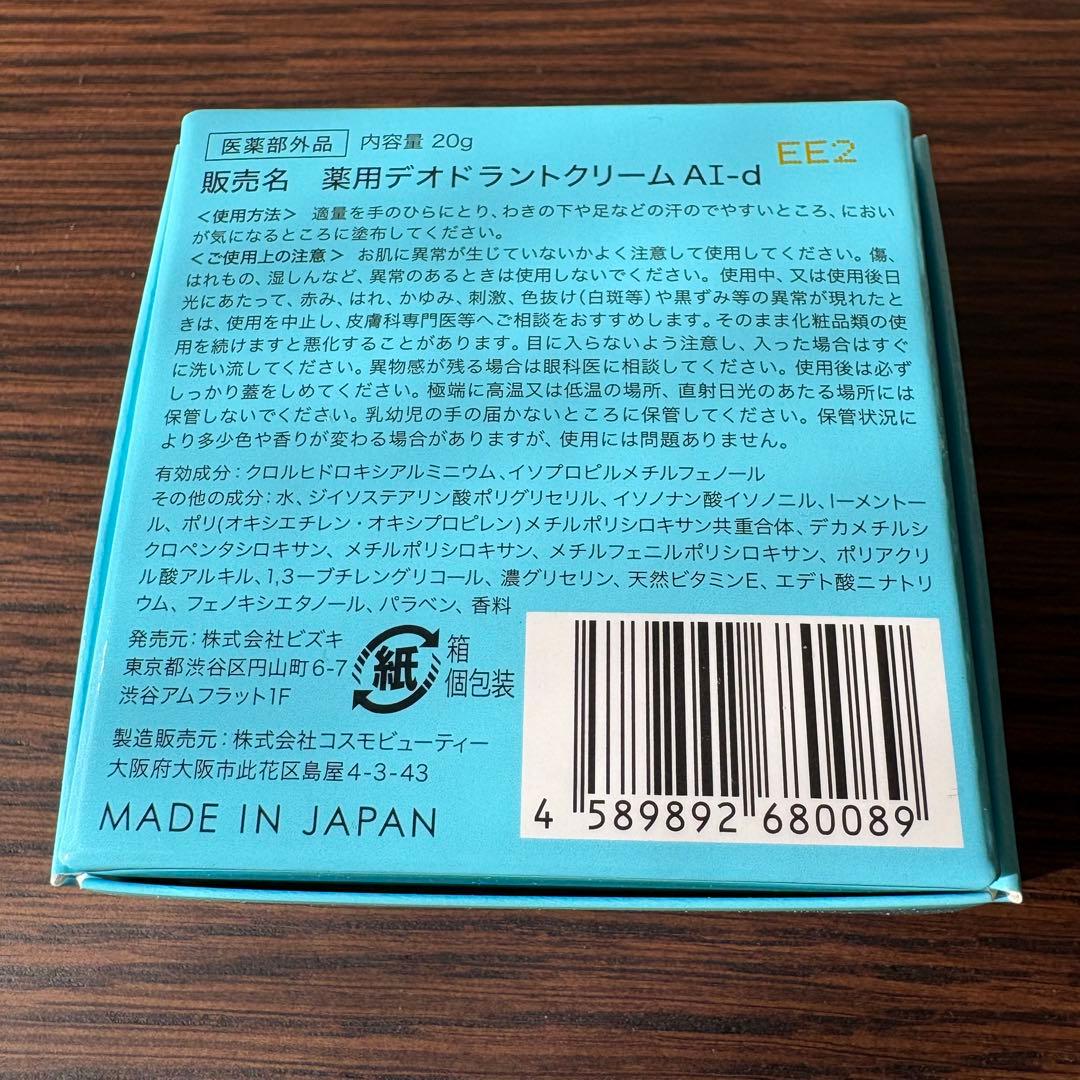 医薬部外品 内容量 20g
EE2
販売名 薬用デオドラントクリームAI-d
＜使用方法＞ 適量を手のひらにとり、わきの下や足などの汗のでやすいところ、におい
が気になるところに塗布してください。
＜ご使用上の注意＞ お肌に異常が生じていないかよく注意して使用してください。傷、
はれもの、湿しんなど、異常のあるときは使用しないでください。使用中、又は使用後日
光にあたって、赤み、はれ、かゆみ、刺激、色抜け（白斑等）や黒ずみ等の異常が現れたと
きは、使用を中止し、皮膚科専門医等へご相談をおすすめします。そのまま化粧品類の使
用を続けますと悪化することがあります。目に入らないよう注意し、入った場合はすぐ
に洗い流してください。異物感が残る場合は眼科医に相談してください。使用後は必ず
しっかり蓋をしめてください。極端に高温又は低温の場所、直射日光のあたる場所には
保管しないでください。乳幼児の手の届かないところに保管してください。保管状況に
より多少色や香りが変わる場合がありますが、使用には問題ありません。
有効成分：クロルヒドロキシアルミニウム、イソプロピルメチルフェノール
その他の成分：水、ジイソステアリン酸ポリグリセリル、イソノナン酸イソノニル、l－メントー
ル、ポリ(オキシエチレン・オキシプロピレン)メチルポリシロキサン共重合体、デカメチルシ
クロペンタシロキサン、メチルポリシロキサン、メチルフェニルポリシロキサン、ポリアクリ
ル酸アルキル、1,3－ブチレングリコール、濃グリセリン、天然ビタミンE、エデト酸二ナトリ
ウム、フェノキシエタノール、パラベン、香料
発売元：株式会社ビズキ
東京都渋谷区円山町6-7
渋谷アムフラット1F
紙
箱
個包装
製造販売元：株式会社コスモビューティー
大阪府大阪市此花区島屋4-3-43
MADE IN JAPAN
4 589892 680089